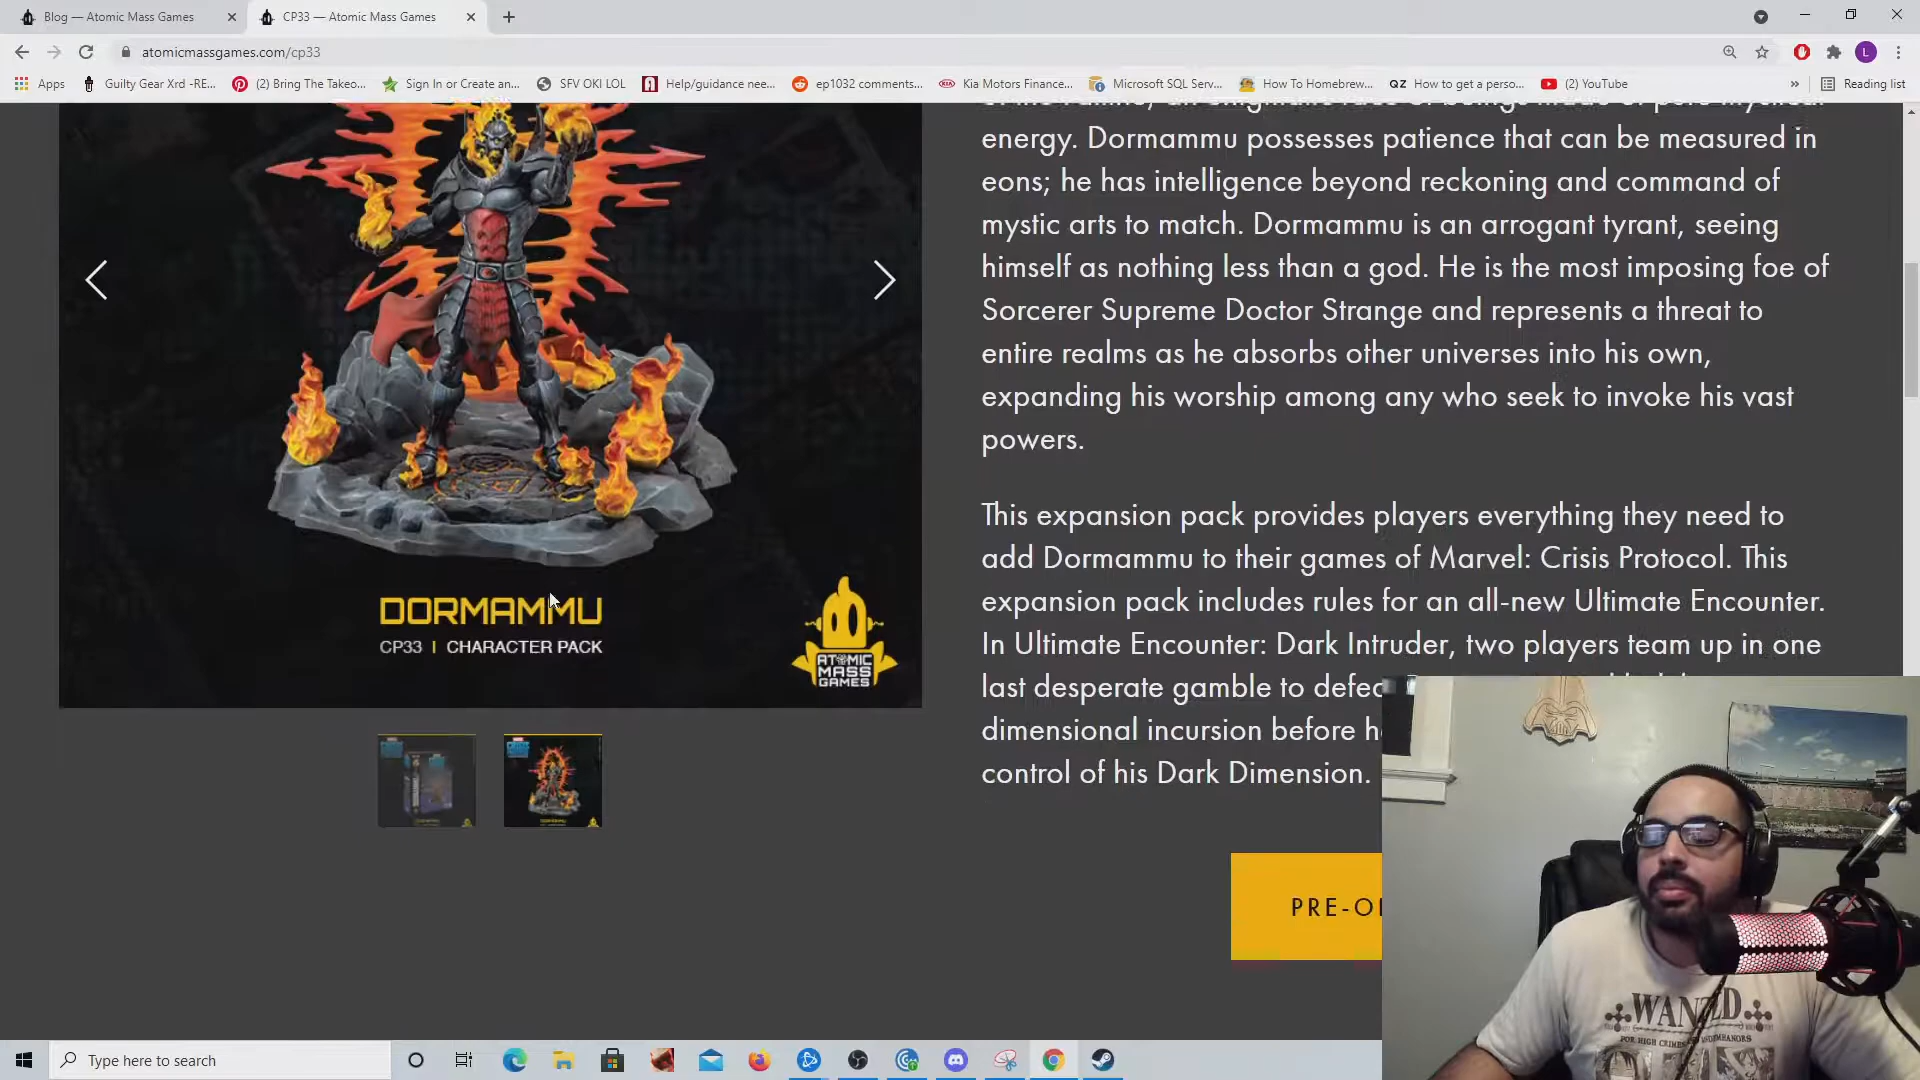 Blog — Atomic Mass Games
CP33 — Atomic Mass Games
atomicmassgames.com/cp33
L
Apps
Guilty Gear Xrd -RE...
(2) Bring The Takeo...
Sign In or Create an...
SFV OKI LOL
Help/guidance nee...
ep1032 comments...
Kia Motors Finance...
Microsoft SQL Serv...
How To Homebrew...
QZ How to get a perso...
(2) YouTube
Reading list
energy. Dormammu possesses patience that can be measured in
eons; he has intelligence beyond reckoning and command of
mystic arts to match. Dormammu is an arrogant tyrant, seeing
himself as nothing less than a god. He is the most imposing foe of
Sorcerer Supreme Doctor Strange and represents a threat to
entire realms as he absorbs other universes into his own,
expanding his worship among any who seek to invoke his vast
powers.
This expansion pack provides players everything they need to
add Dormammu to their games of Marvel: Crisis Protocol. This
expansion pack includes rules for an all-new Ultimate Encounter.
In Ultimate Encounter: Dark Intruder, two players team up in one
last desperate gamble to defea
dimensional incursion before h
control of his Dark Dimension.
PRE-O
DORMAMMU
CP33 | CHARACTER PACK
ATOMIC
MASS
GAMES
WANTED
FOR HIGH CRIMES
Type here to search